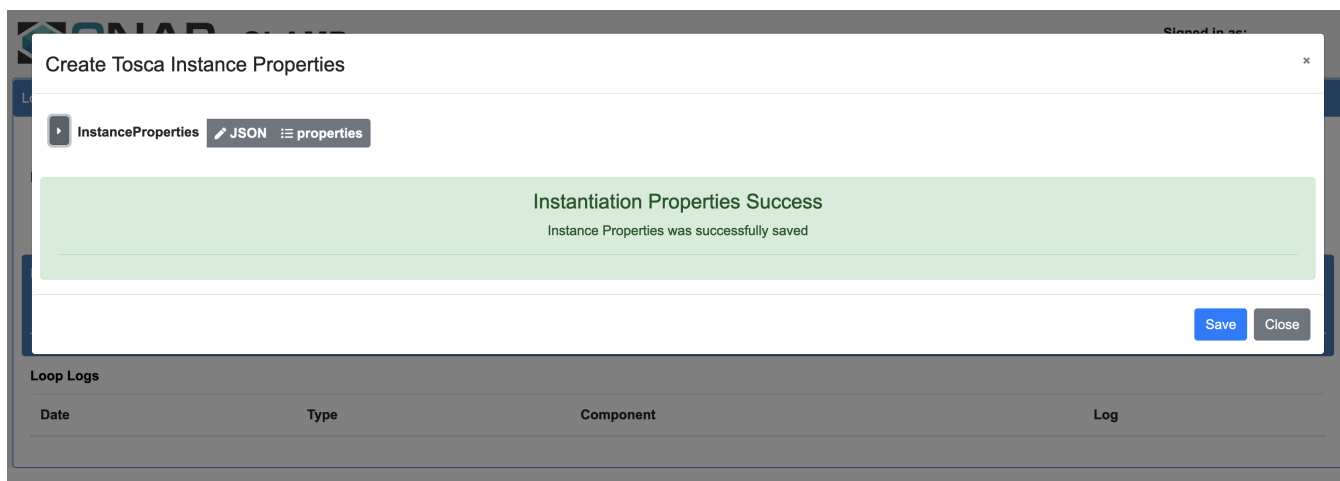 Signed in as:
Create Tosca Instance Properties
×
InstanceProperties JSON properties
Instantiation Properties Success
Instance Properties was successfully saved
Save Close
Loop Logs
Date Type Component Log